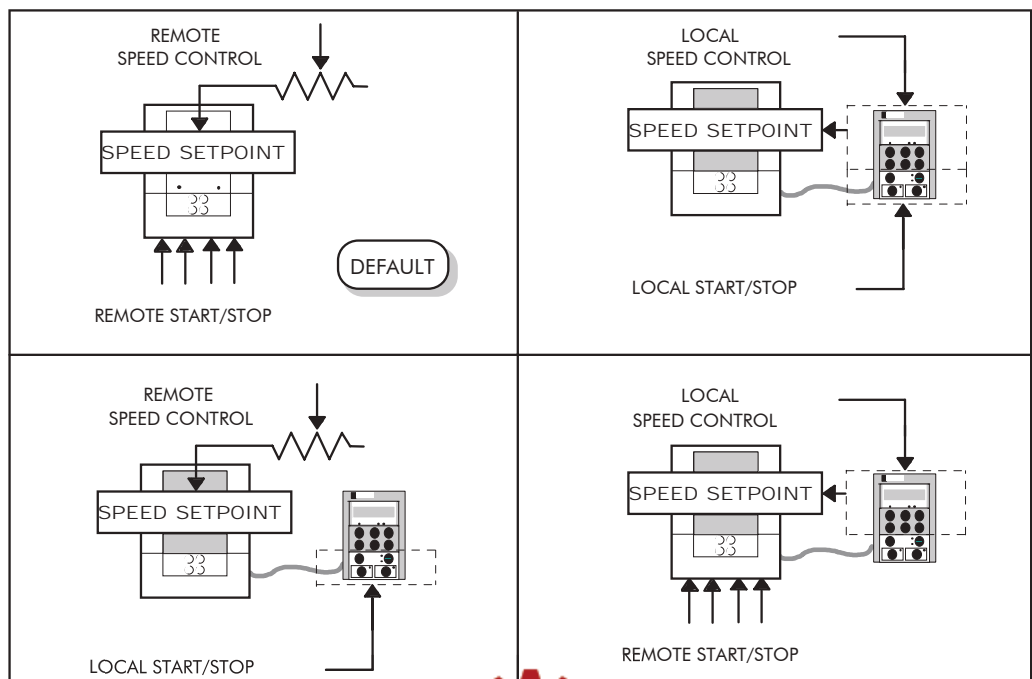 REMOTE
SPEED CONTROL
SPEED SETPOINT
DEFAULT
REMOTE START/STOP
LOCAL
SPEED CONTROL
SPEED SETPOINT
LOCAL START/STOP
REMOTE
SPEED CONTROL
SPEED SETPOINT
LOCAL START/STOP
LOCAL
SPEED CONTROL
SPEED SETPOINT
REMOTE START/STOP